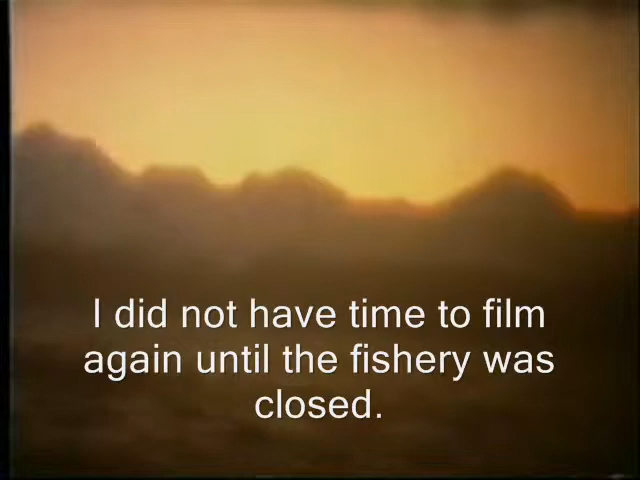 I did not have time to film
again until the fishery was
closed.